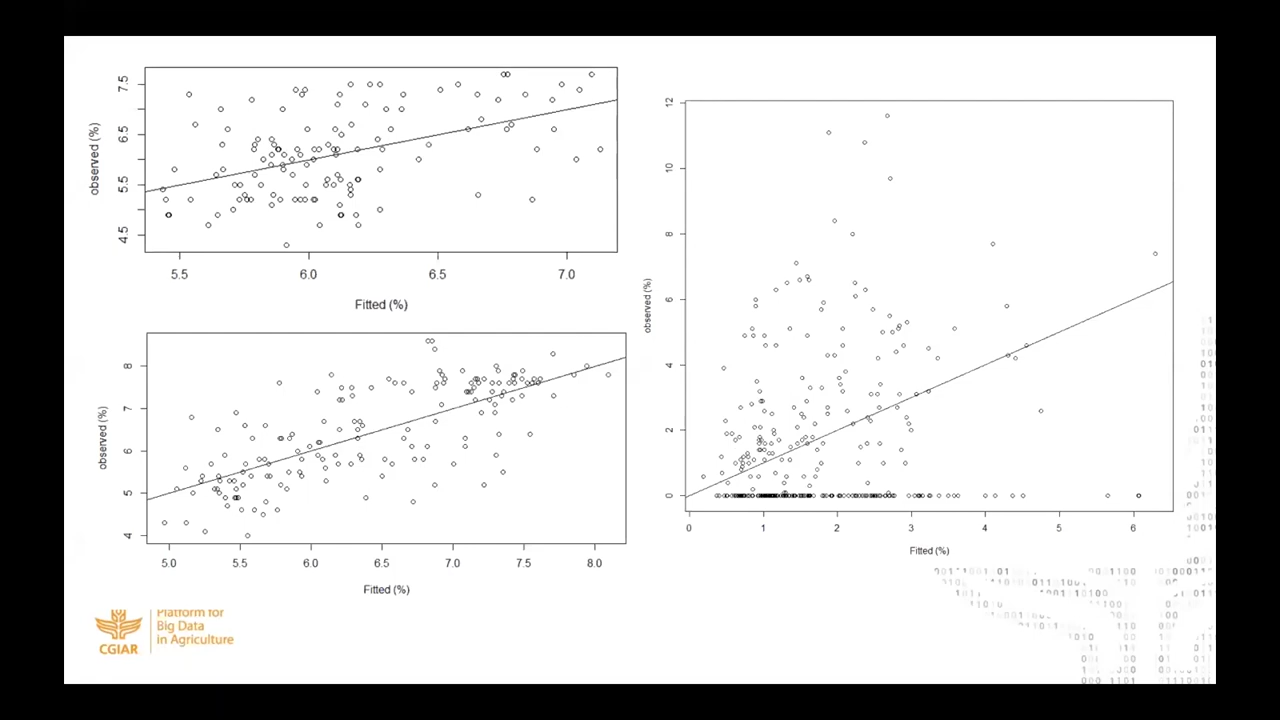 7.5
6.5
5.5
4.5
observed (%)
5.5 6.0 6.5 7.0
Fitted (%)
8
7
6
5
4
observed (%)
5.0 5.5 6.0 6.5 7.0 7.5 8.0
Fitted (%)
12
10
8
6
4
2
0
observed (%)
0 1 2 3 4 5 6
Fitted (%)
CGIAR
Platform for
Big Data
in Agriculture